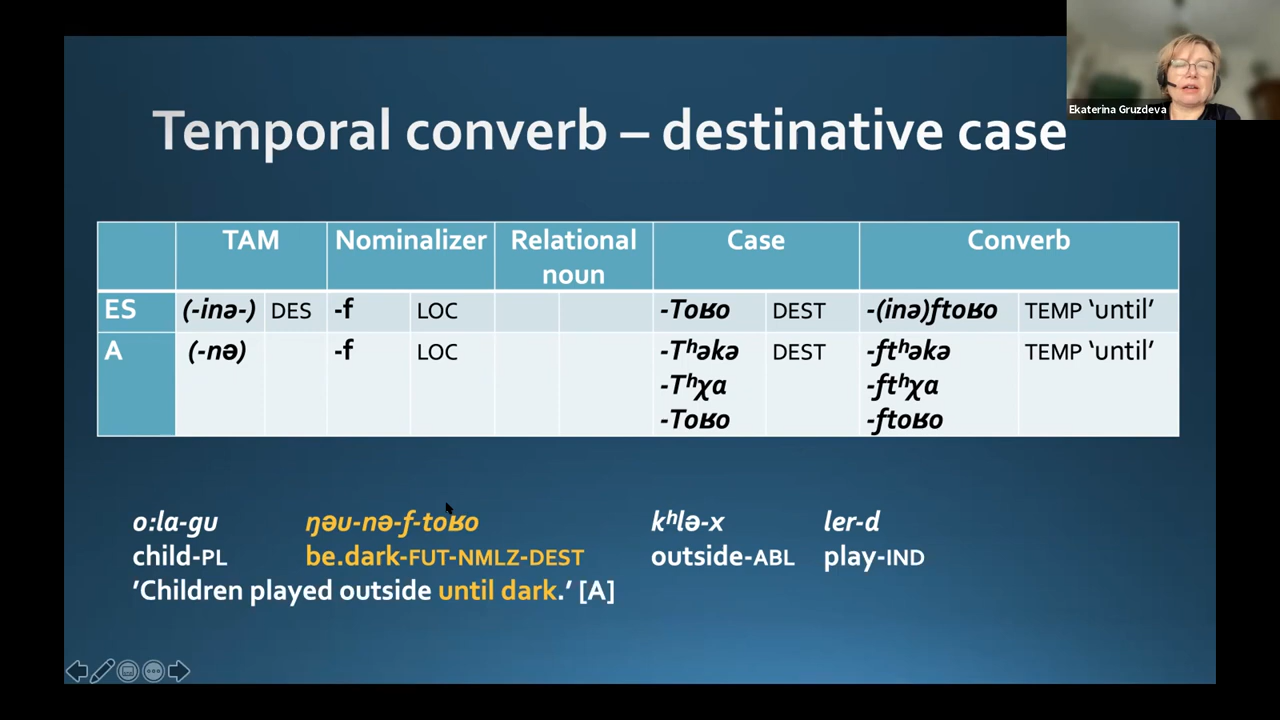 Ekaterina Gruzdeva
Temporal converb – destinative case
TAM Nominalizer Relational noun Case Converb
ES (-inə-) DES -f LOC -Toʁo DEST -(inə)ftoʁo TEMP ‘until’
A (-nə) -f LOC -Tʰəkə DEST -ftʰəkə TEMP ‘until’
-Tʰχa -ftʰχa
-Toʁo -ftoʁo
o:la-gu ŋəu-nə-f-toʁo kʰlə-x ler-d
child-PL be.dark-FUT-NMLZ-DEST outside-ABL play-IND
’Children played outside until dark.’ [A]